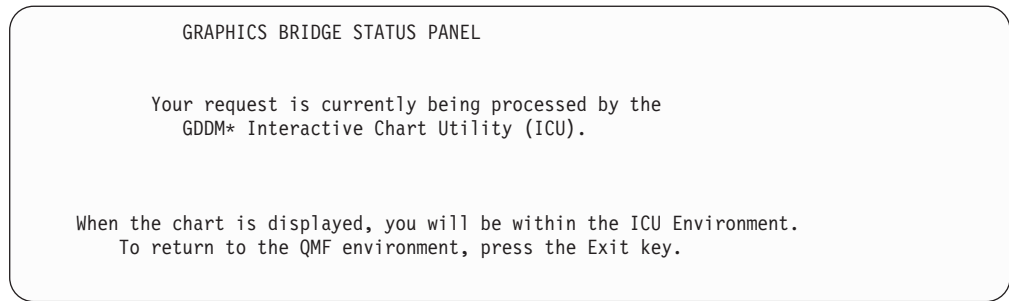 GRAPHICS BRIDGE STATUS PANEL
Your request is currently being processed by the
GDDM* Interactive Chart Utility (ICU).
When the chart is displayed, you will be within the ICU Environment.
To return to the QMF environment, press the Exit key.